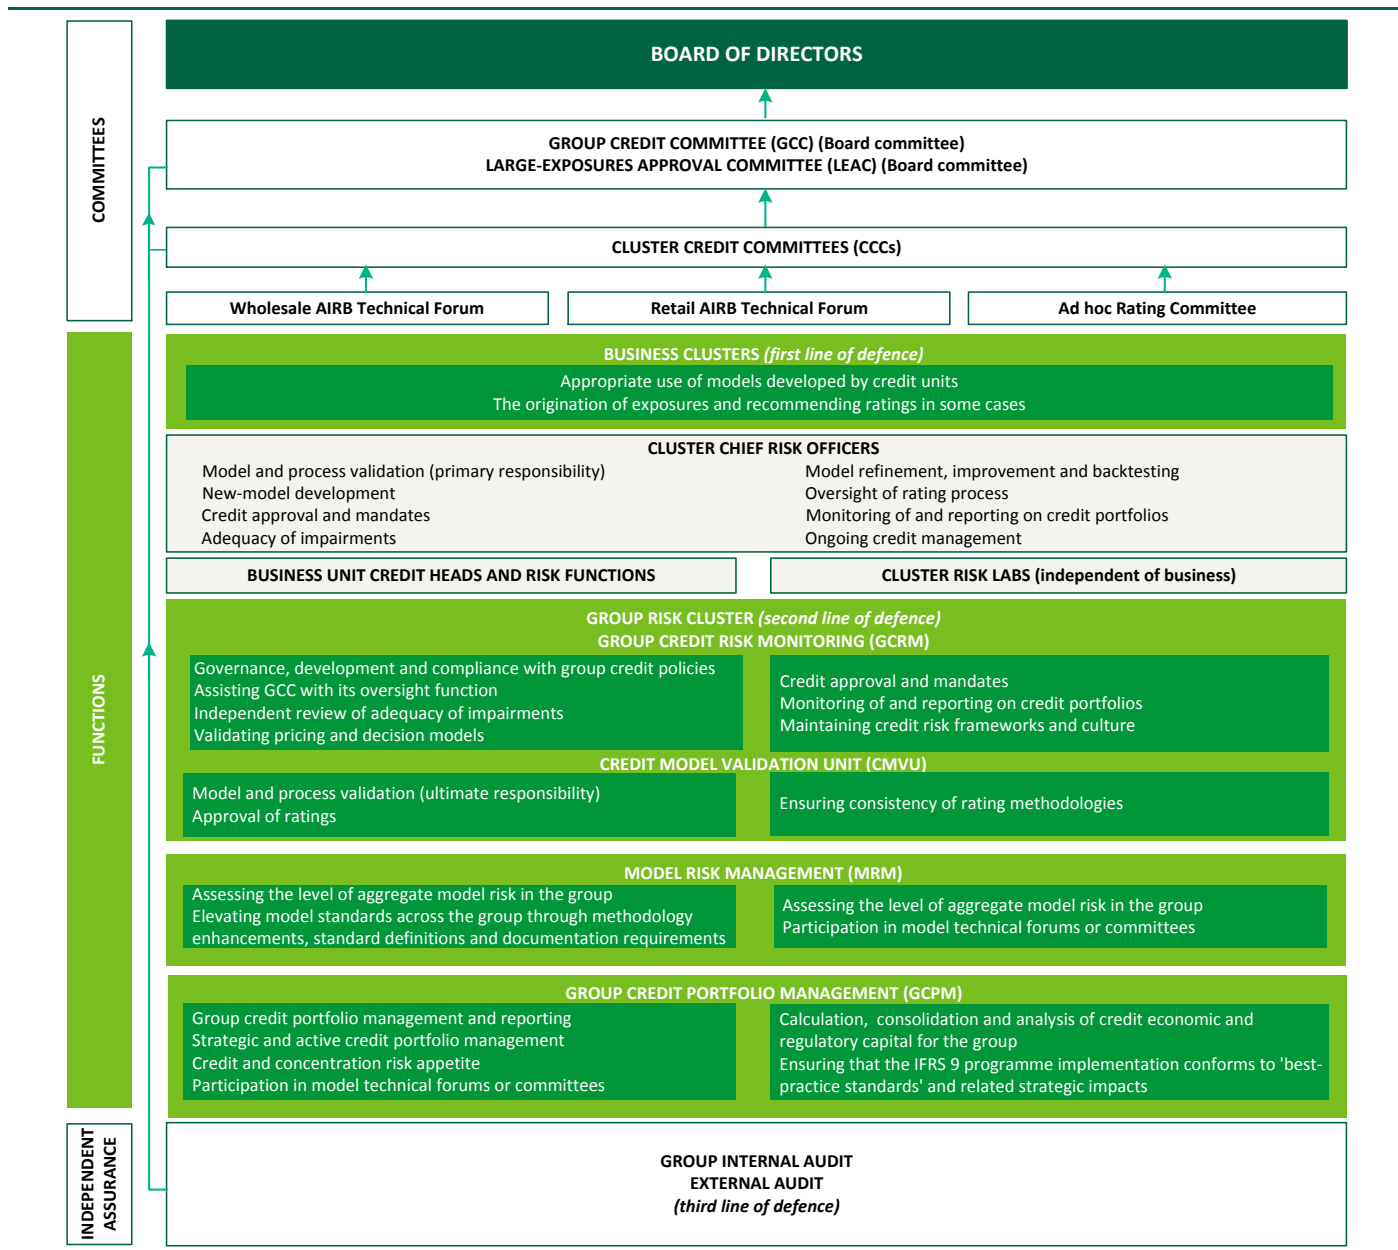 COMMITTEES
BOARD OF DIRECTORS
GROUP CREDIT COMMITTEE (GCC) (Board committee)
LARGE-EXPOSURES APPROVAL COMMITTEE (LEAC) (Board committee)
CLUSTER CREDIT COMMITTEES (CCCs)
Wholesale AIRB Technical Forum
Retail AIRB Technical Forum
Ad hoc Rating Committee
FUNCTIONS
BUSINESS CLUSTERS (first line of defence)
Appropriate use of models developed by credit units
The origination of exposures and recommending ratings in some cases
CLUSTER CHIEF RISK OFFICERS
Model and process validation (primary responsibility)
New-model development
Credit approval and mandates
Adequacy of impairments
Model refinement, improvement and backtesting
Oversight of rating process
Monitoring of and reporting on credit portfolios
Ongoing credit management
BUSINESS UNIT CREDIT HEADS AND RISK FUNCTIONS
CLUSTER RISK LABS (independent of business)
GROUP RISK CLUSTER (second line of defence)
GROUP CREDIT RISK MONITORING (GCRM)
Governance, development and compliance with group credit policies
Assisting GCC with its oversight function
Independent review of adequacy of impairments
Validating pricing and decision models
Credit approval and mandates
Monitoring of and reporting on credit portfolios
Maintaining credit risk frameworks and culture
CREDIT MODEL VALIDATION UNIT (CMVU)
Model and process validation (ultimate responsibility)
Approval of ratings
Ensuring consistency of rating methodologies
MODEL RISK MANAGEMENT (MRM)
Assessing the level of aggregate model risk in the group
Elevating model standards across the group through methodology
enhancements, standard definitions and documentation requirements
Assessing the level of aggregate model risk in the group
Participation in model technical forums or committees
GROUP CREDIT PORTFOLIO MANAGEMENT (GCPM)
Group credit portfolio management and reporting
Strategic and active credit portfolio management
Credit and concentration risk appetite
Participation in model technical forums or committees
Calculation, consolidation and analysis of credit economic and
regulatory capital for the group
Ensuring that the IFRS 9 programme implementation conforms to 'best-
practice standards' and related strategic impacts
INDEPENDENT
ASSURANCE
GROUP INTERNAL AUDIT
EXTERNAL AUDIT
(third line of defence)